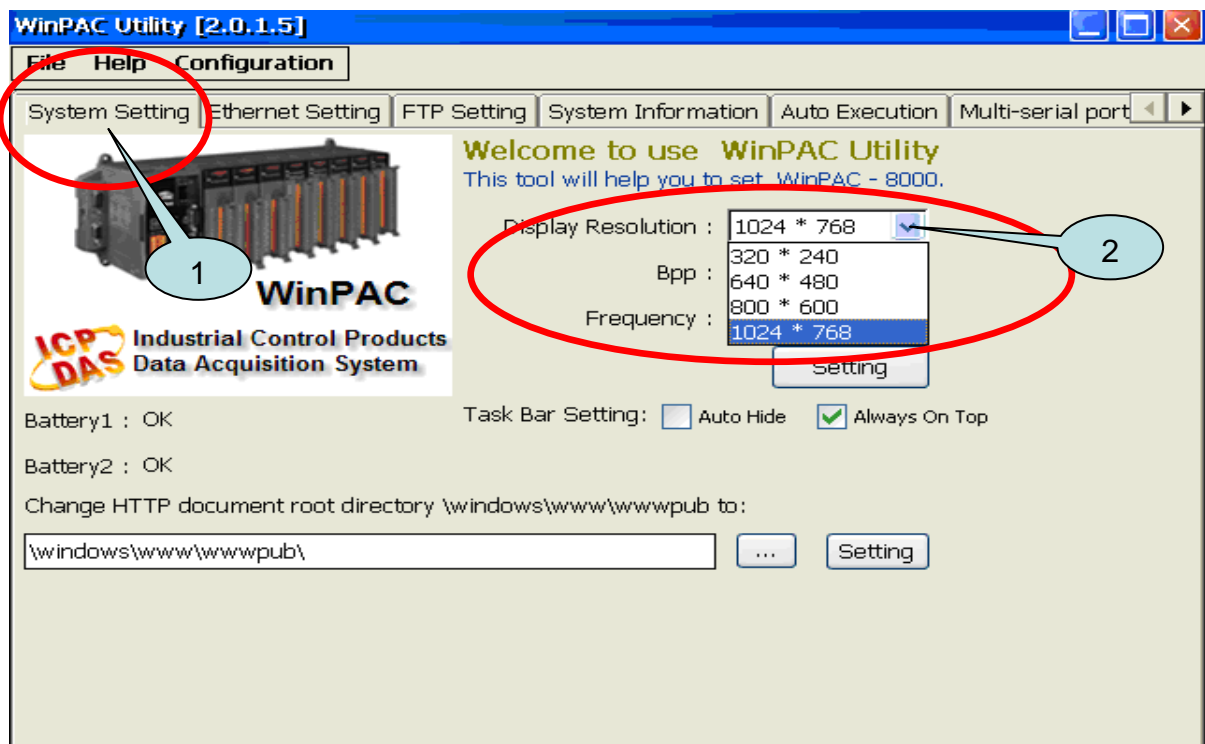 WinPAC Utility [2.0.1.5]
File Help Configuration
System Setting Ethernet Setting FTP Setting System Information Auto Execution Multi-serial port
Welcome to use WinPAC Utility
This tool will help you to set WinPAC - 8000.
Display Resolution : 1024 * 768
320 * 240
640 * 480
800 * 600
1024 * 768
Bpp :
Frequency :
Setting
1
2
WinPAC
ICP DAS
Industrial Control Products
Data Acquisition System
Battery1 : OK
Task Bar Setting: Auto Hide Always On Top
Battery2 : OK
Change HTTP document root directory \windows\www\wwwpub to:
\windows\www\wwwpub\ ... Setting